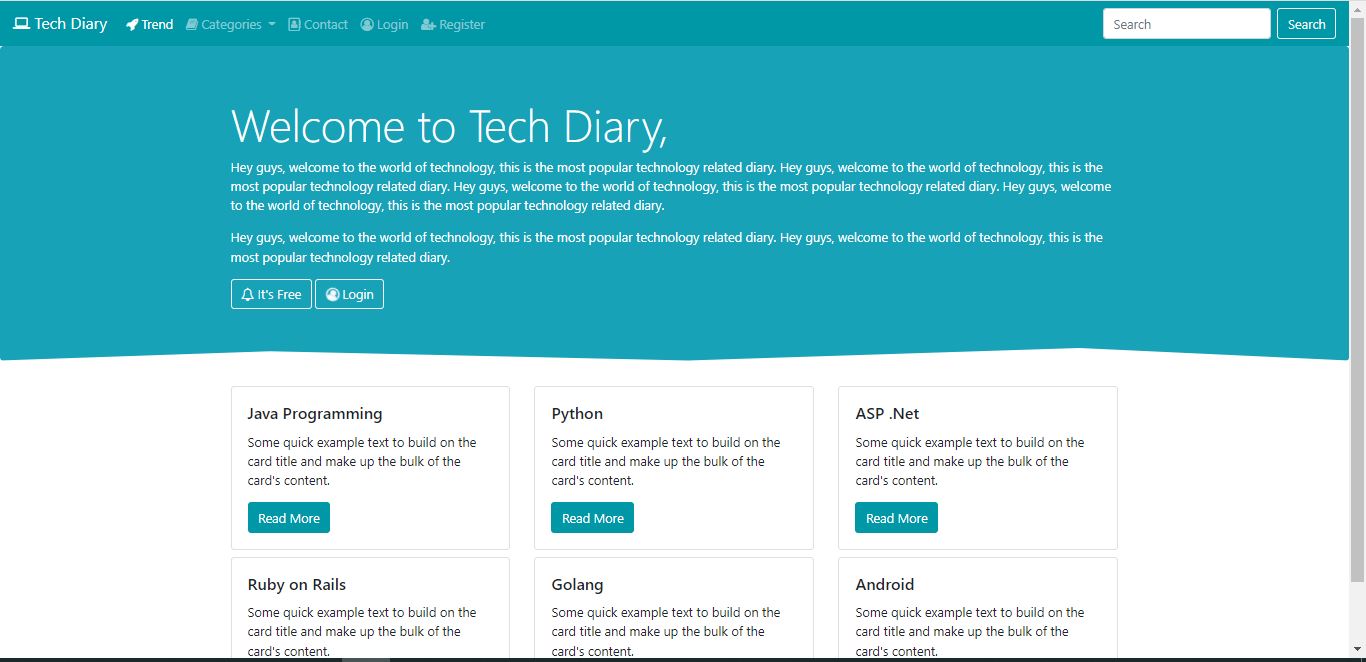 Tech Diary Trend Categories Contact Login Register Search Search
Welcome to Tech Diary,
Hey guys, welcome to the world of technology, this is the most popular technology related diary. Hey guys, welcome to the world of technology, this is the
most popular technology related diary. Hey guys, welcome to the world of technology, this is the most popular technology related diary. Hey guys, welcome
to the world of technology, this is the most popular technology related diary.
Hey guys, welcome to the world of technology, this is the most popular technology related diary. Hey guys, welcome to the world of technology, this is the
most popular technology related diary.
It's Free Login
Java Programming
Some quick example text to build on the
card title and make up the bulk of the
card's content.
Read More
Python
Some quick example text to build on the
card title and make up the bulk of the
card's content.
Read More
ASP .Net
Some quick example text to build on the
card title and make up the bulk of the
card's content.
Read More
Ruby on Rails
Some quick example text to build on the
card title and make up the bulk of the
card's content.
Golang
Some quick example text to build on the
card title and make up the bulk of the
card's content.
Android
Some quick example text to build on the
card title and make up the bulk of the
card's content.